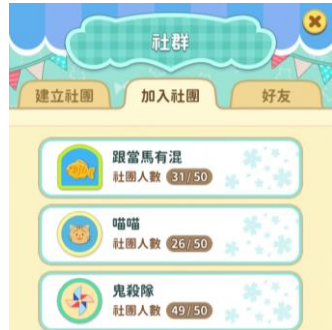 社群
建立社團
加入社團
好友
跟當馬有混
社團人數 31/50
喵喵
社團人數 26/50
鬼殺隊
社團人數 49/50